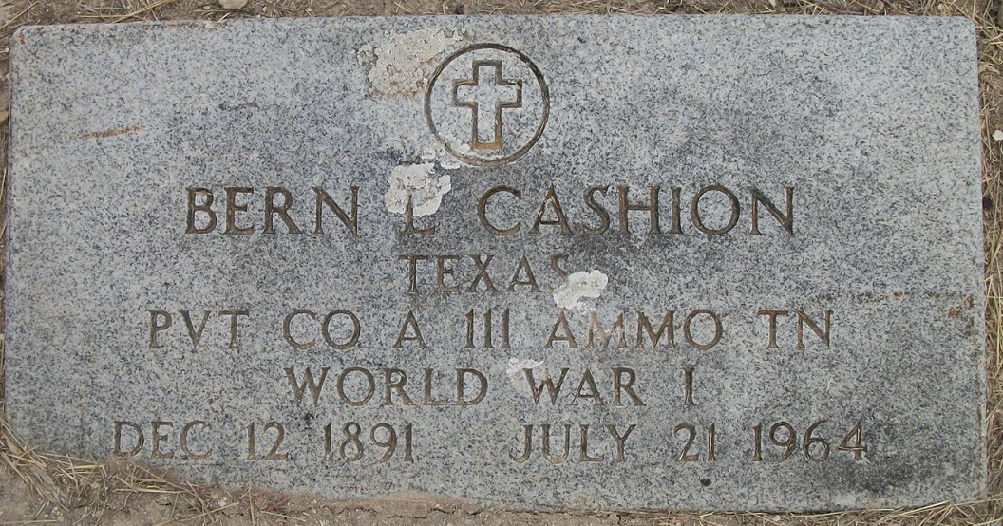 BERN L CASHION
TEXAS
PVT CO A 111 AMMO TN
WORLD WAR I
DEC 12 1891 JULY 21 1964